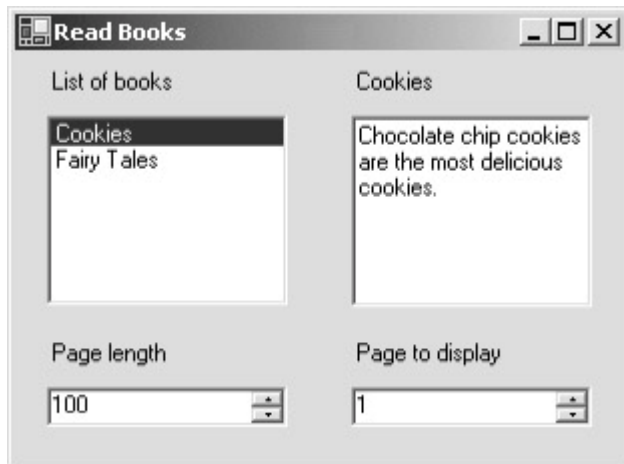 Read Books
List of books
Cookies
Cookies
Fairy Tales
Chocolate chip cookies
are the most delicious
cookies.
Page length
Page to display
100
1